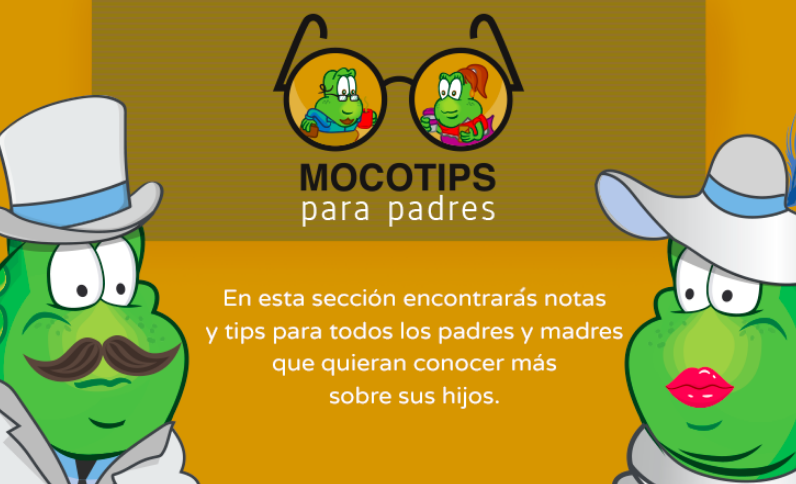 MOCOTIPS
para padres
En esta sección encontrarás notas
y tips para todos los padres y madres
que quieran conocer más
sobre sus hijos.